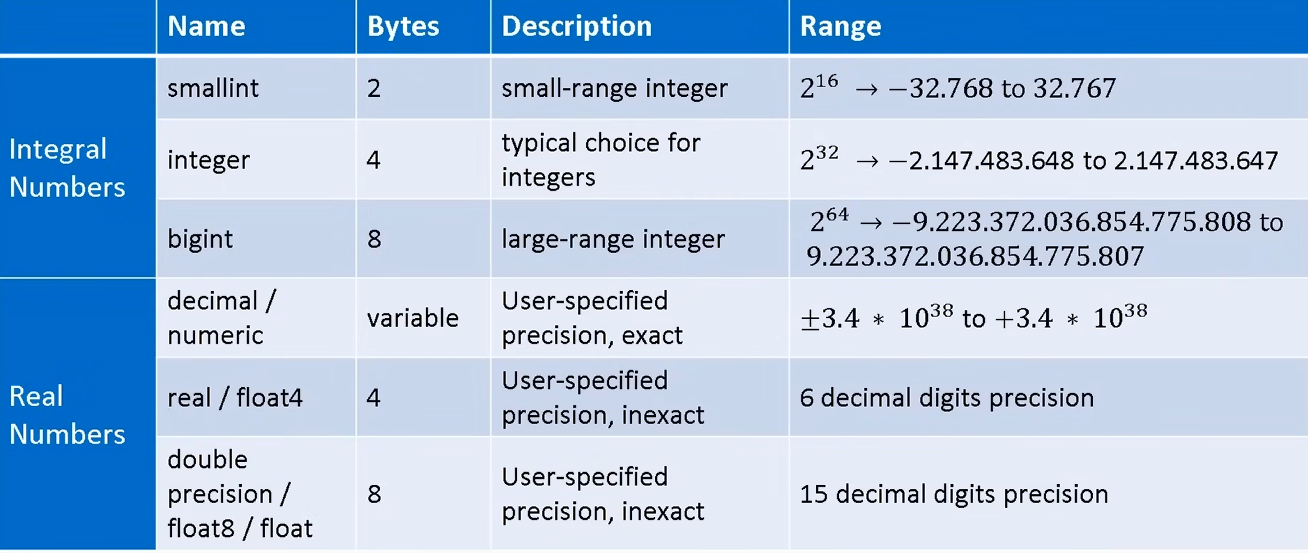 Name Bytes Description Range
Integral
Numbers
smallint 2 small-range integer 2^16 → −32.768 to 32.767
integer 4 typical choice for
integers 2^32 → −2.147.483.648 to 2.147.483.647
bigint 8 large-range integer 2^64 → −9.223.372.036.854.775.808 to
9.223.372.036.854.775.807
Real
Numbers
decimal /
numeric variable User-specified
precision, exact ±3.4 * 10^38 to +3.4 * 10^38
real / float4 4 User-specified
precision, inexact 6 decimal digits precision
double
precision /
float8 / float 8 User-specified
precision, inexact 15 decimal digits precision